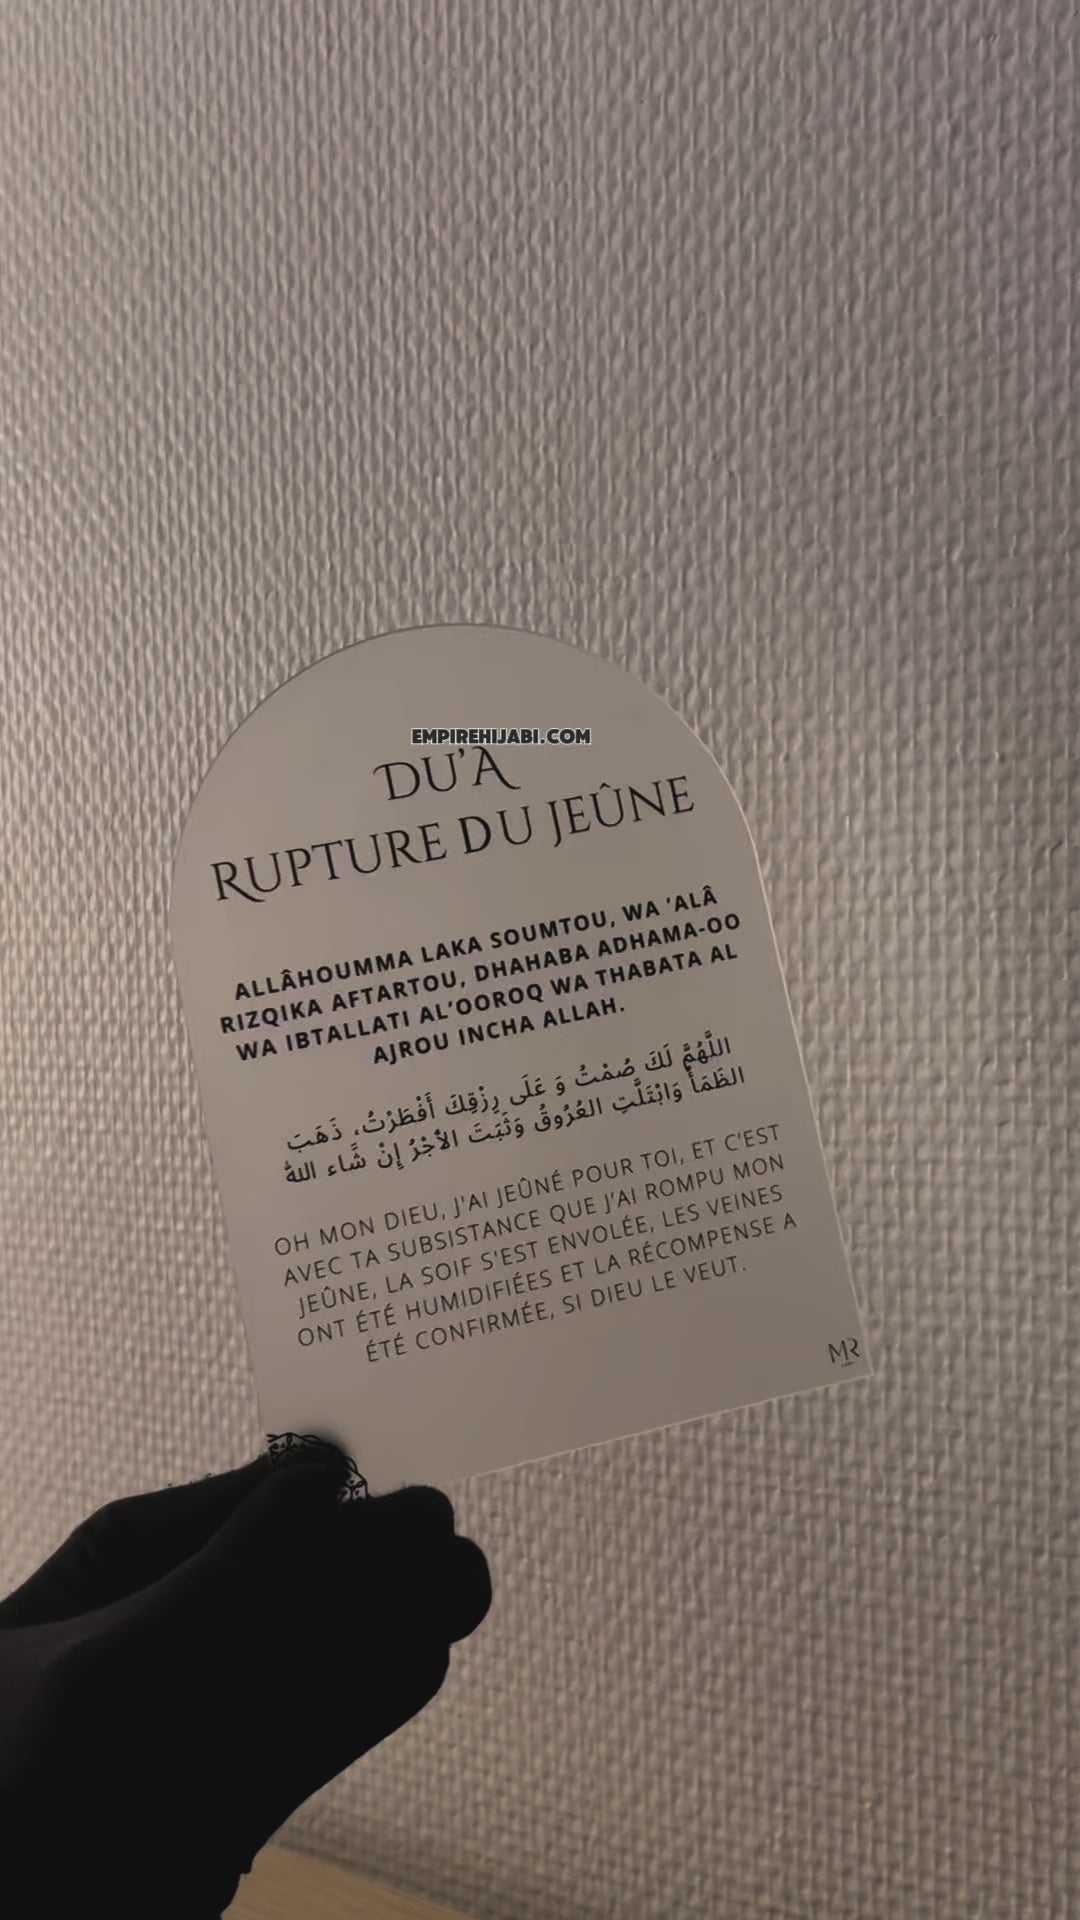 EMPIREHIJABI.COM
DU'A
RUPTURE DU JEÛNE
ALLÂHOUMMA LAKA SOUMTOU, WA 'ALÂ
RIZQIKA AFTARTOU, DHAHABA ADHAMA-OO
WA IBTALLATI AL'OOROQ WA THABATA AL
AJROU INCHA ALLAH.
اللَّهُمَّ لَكَ صُمْتُ وَ عَلَى رِزْقِكَ أَفْطَرْتُ، ذَهَبَ
الظَمَأُ وَابْتَلَّتِ العُرُوقُ وَثَبَتَ الأَجْرُ إِنْ شَاء اللهُ
OH MON DIEU, J'AI JEÛNÉ POUR TOI, ET C'EST
AVEC TA SUBSISTANCE QUE J'AI ROMPU MON
JEÛNE, LA SOIF S'EST ENVOLÉE, LES VEINES
ONT ÉTÉ HUMIDIFIÉES ET LA RÉCOMPENSE A
ÉTÉ CONFIRMÉE, SI DIEU LE VEUT.
MR